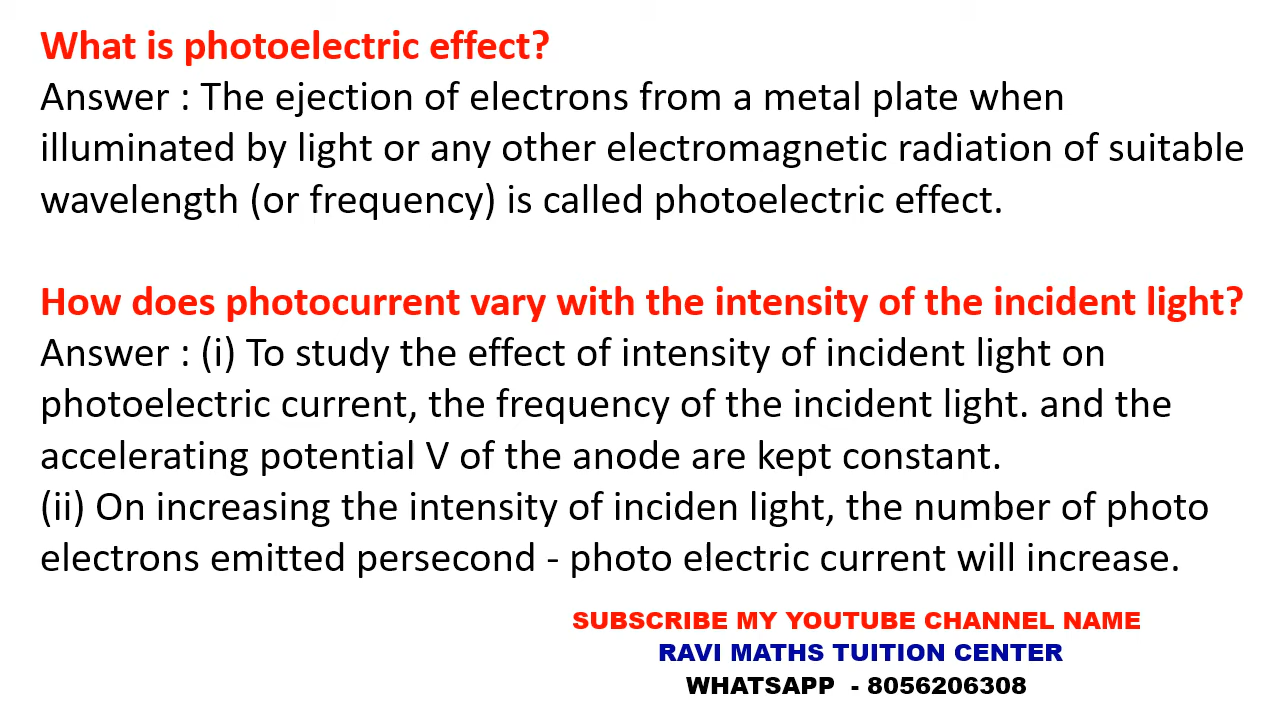 What is photoelectric effect?
Answer : The ejection of electrons from a metal plate when
illuminated by light or any other electromagnetic radiation of suitable
wavelength (or frequency) is called photoelectric effect.
How does photocurrent vary with the intensity of the incident light?
Answer : (i) To study the effect of intensity of incident light on
photoelectric current, the frequency of the incident light. and the
accelerating potential V of the anode are kept constant.
(ii) On increasing the intensity of inciden light, the number of photo
electrons emitted persecond - photo electric current will increase.
SUBSCRIBE MY YOUTUBE CHANNEL NAME
RAVI MATHS TUITION CENTER
WHATSAPP - 8056206308